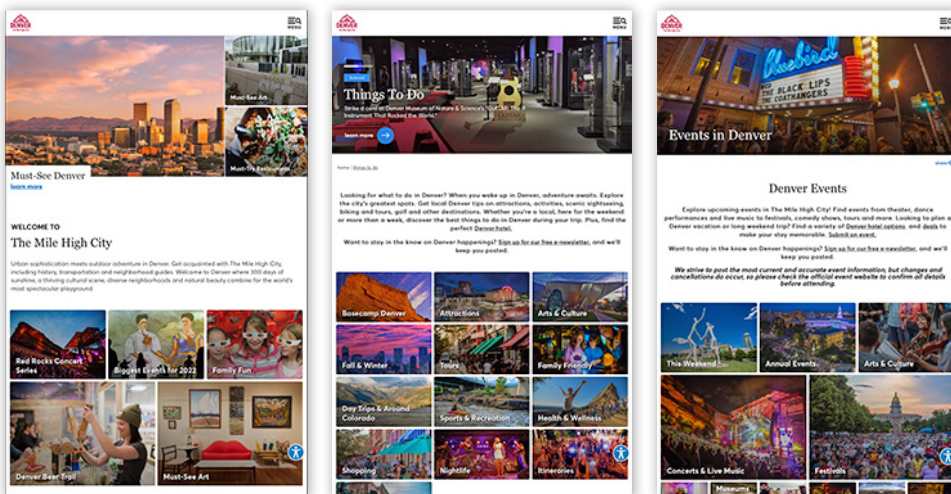 DENVER
MENU
Must-See Art
Must-Try Restaurants
Must-See Denver
learn more
WELCOME TO
The Mile High City
Urban sophistication meets outdoor adventure in Denver. Get acquainted with The Mile High City,
including history, transportation and neighborhood guides. Welcome to Denver where 300 days of
sunshine, a thriving cultural scene, diverse neighborhoods and natural beauty combine for the world's
most spectacular playground.
Red Rocks Concert
Series
Biggest Events for 2022
Family Fun
Denver Beer Trail
Must-See Art
DENVER
MENU
featured
Things To Do
Strike a cord at Denver Museum of Nature & Science's "GUITAR: The
Instrument That Rocked the World."
learn more
home | things to do
Looking for what to do in Denver? When you wake up in Denver, adventure awaits. Explore
the city's greatest spots. Get local Denver tips on attractions, activities, scenic sightseeing,
biking and tours, golf and other destinations. Whether you're a local, here for the weekend
or more than a week, discover the best things to do in Denver during your trip. Plus, find the
perfect Denver hotel.
Want to stay in the know on Denver happenings? Sign up for our free e-newsletter, and we'll
keep you posted.
Basecamp Denver
Attractions
Arts & Culture
Fall & Winter
Tours
Family Friendly
Day Trips & Around
Colorado
Sports & Recreation
Health & Wellness
Shopping
Nightlife
Itineraries
DENVER
MENU
Bluebird
THE BLACK LIPS
THE COATHANGERS
Events in Denver
share
Denver Events
Explore upcoming events in The Mile High City! Find events from theater, dance
performances and live music to festivals, comedy shows, tours and more. Looking to plan a
Denver vacation or long weekend trip? Find a variety of Denver hotel options, and deals to
make your stay memorable. Submit an event.
Want to stay in the know on Denver happenings? Sign up for our free e-newsletter, and we'll
keep you posted.
We strive to post the most current and accurate event information, but changes and
cancellations do occur, so please check the official event website to confirm all details
before attending.
This Weekend
Annual Events
Arts & Culture
Concerts & Live Music
Festivals
Museums